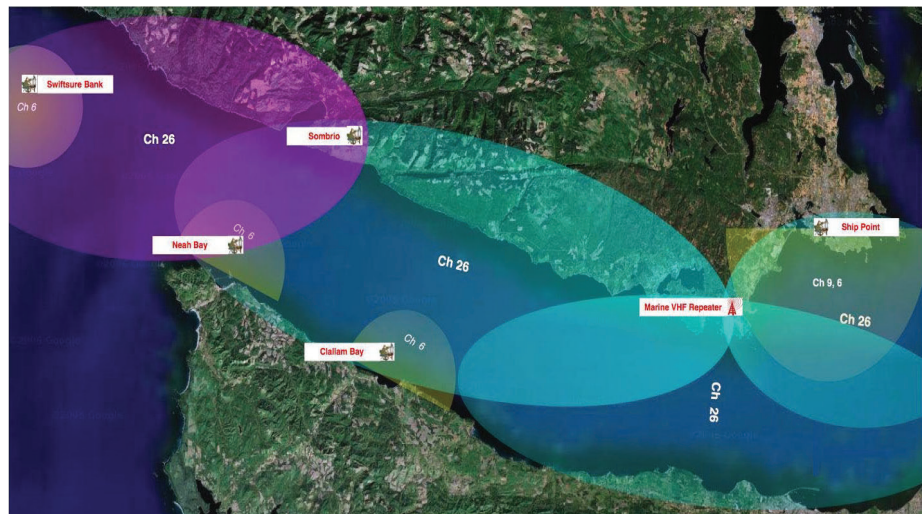 Swiftsure Bank
Ch 6
Ch 26
Sombrio
Ch 6
Neah Bay
Ch 26
Ship Point
Ch 9, 6
Ch 26
Marine VHF Repeater
Clallam Bay
Ch 6
Ch 26